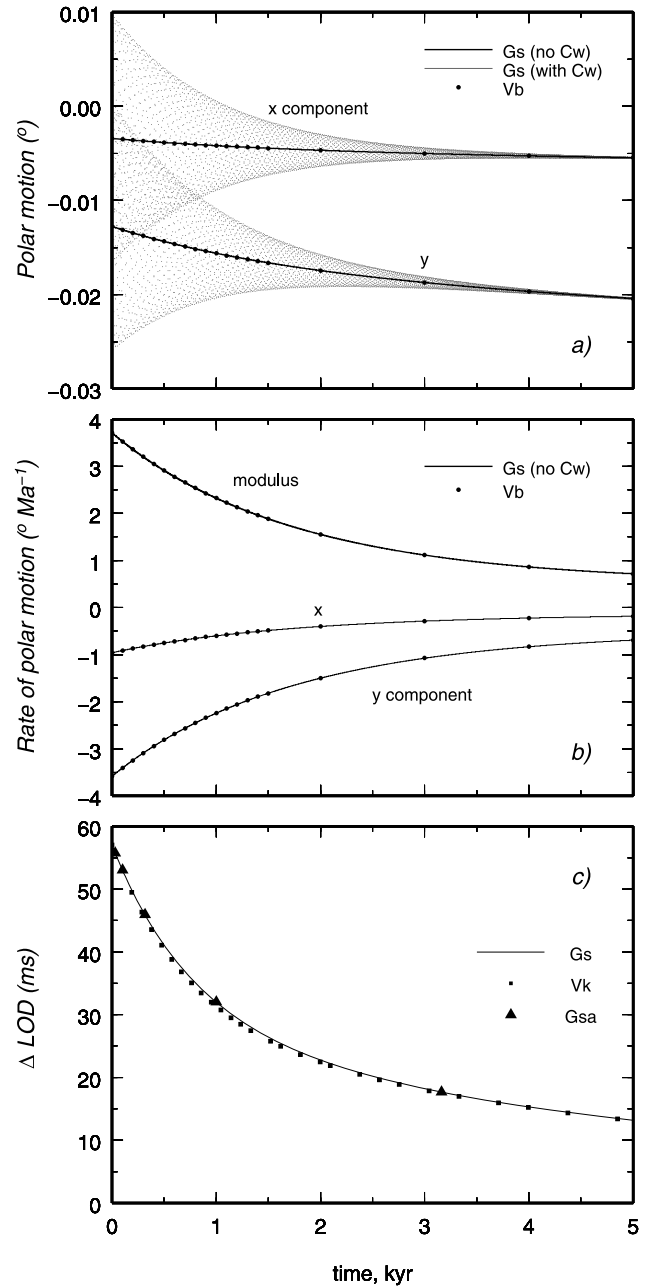 0.01
0.00
−0.01
−0.02
−0.03
Polar motion (º)
Gs (no Cw)
Gs (with Cw)
Vb
x component
y
a)
4
3
2
1
0
−1
−2
−3
−4
Rate of polar motion (º Ma⁻¹)
Gs (no Cw)
Vb
modulus
x
y component
b)
60
50
40
30
20
10
0
Δ LOD (ms)
c)
Gs
Vk
Gsa
0 1 2 3 4 5
time, kyr